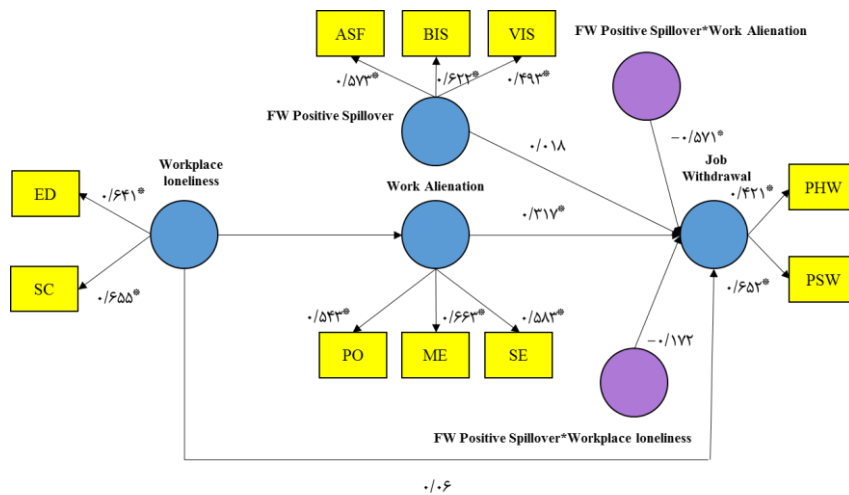 ASF
BIS
VIS
FW Positive Spillover*Work Alienation
۰/۵۷۳*
۰/۶۲۲*
۰/۴۹۳*
FW Positive Spillover
۰/۰۱۸
−۰/۵۷۱*
Workplace
loneliness
Work Alienation
Job
Withdrawal
ED
۰/۶۴۱*
۰/۳۱۷*
۰/۴۲۱*
PHW
SC
۰/۶۵۵*
۰/۶۵۲*
PSW
۰/۵۴۳*
۰/۶۶۳*
۰/۵۸۳*
PO
ME
SE
−۰/۱۷۲
FW Positive Spillover*Workplace loneliness
۰/۰۶